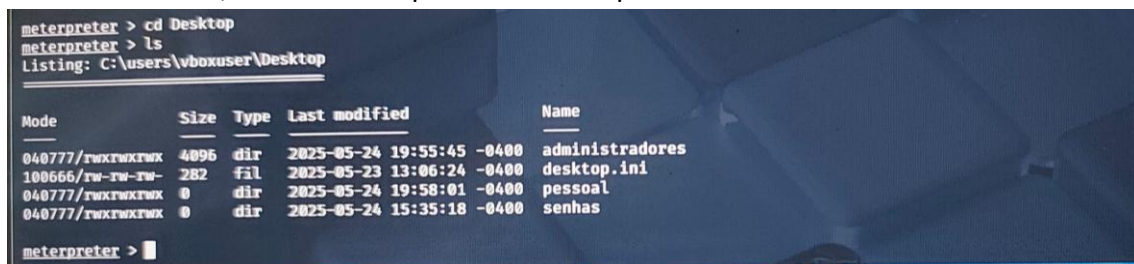 meterpreter > cd Desktop
meterpreter > ls
Listing: C:\users\vboxuser\Desktop
Mode Size Type Last modified Name
040777/rwxrwxrwx 4096 dir 2025-05-24 19:55:45 -0400 administradores
100666/rw-rw-rw- 282 fil 2025-05-23 13:06:24 -0400 desktop.ini
040777/rwxrwxrwx 0 dir 2025-05-24 19:58:01 -0400 pessoal
040777/rwxrwxrwx 0 dir 2025-05-24 15:35:18 -0400 senhas
meterpreter >